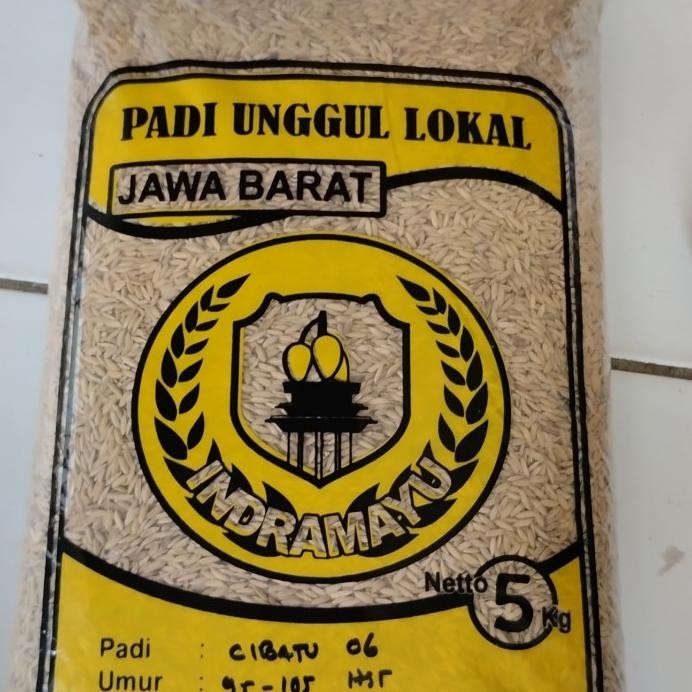 PADI UNGGUL LOKAL
JAWA BARAT
INDRAMAYU
Netto 5 Kg
Padi : CIBATU 06
Umur : 95-105 HST